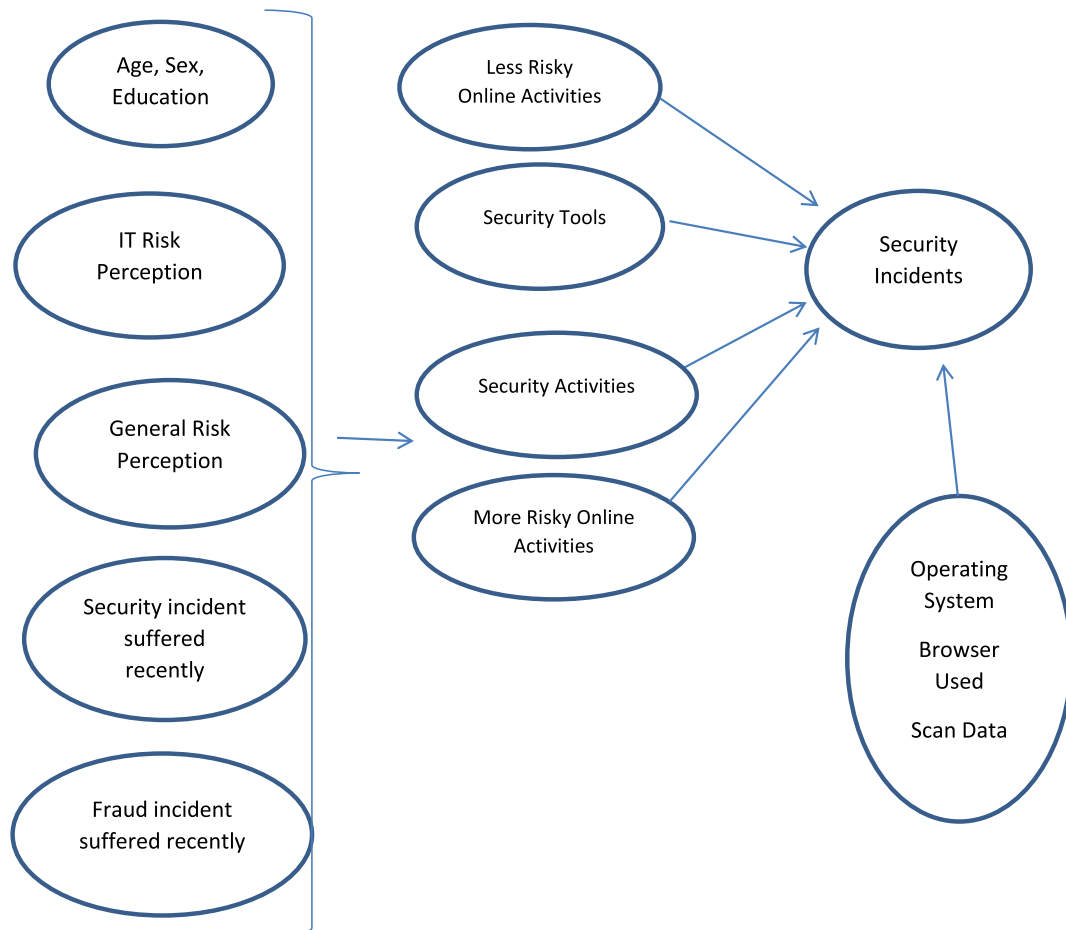 Age, Sex,
Education
IT Risk
Perception
General Risk
Perception
Security incident
suffered
recently
Fraud incident
suffered recently
Less Risky
Online Activities
Security Tools
Security Activities
More Risky Online
Activities
Security
Incidents
Operating
System
Browser
Used
Scan Data